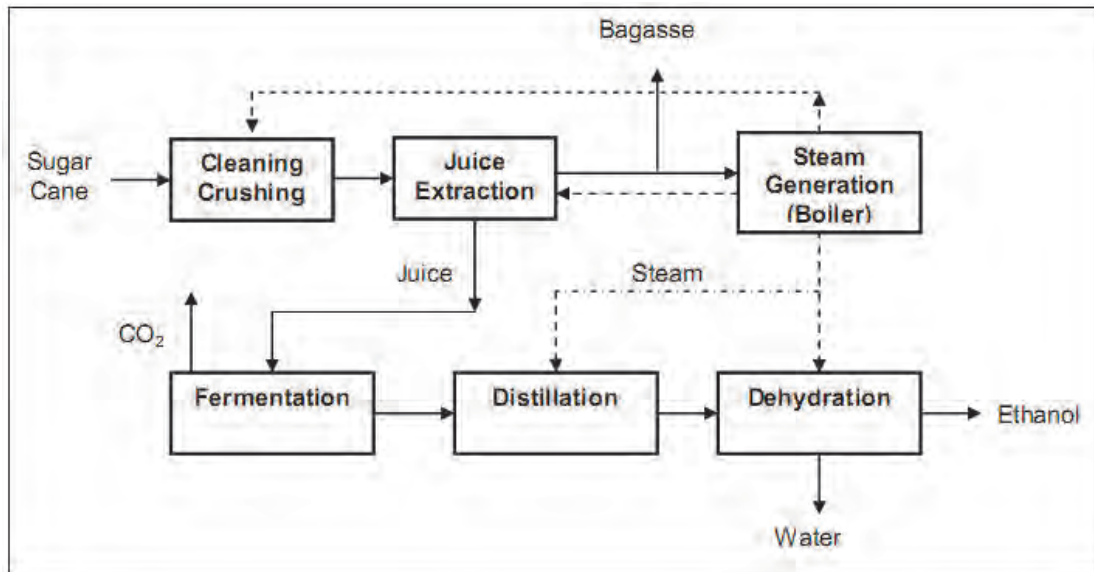 Bagasse
Sugar
Cane
Cleaning
Crushing
Juice
Extraction
Steam
Generation
(Boiler)
Juice
Steam
CO₂
Fermentation
Distillation
Dehydration
Ethanol
Water